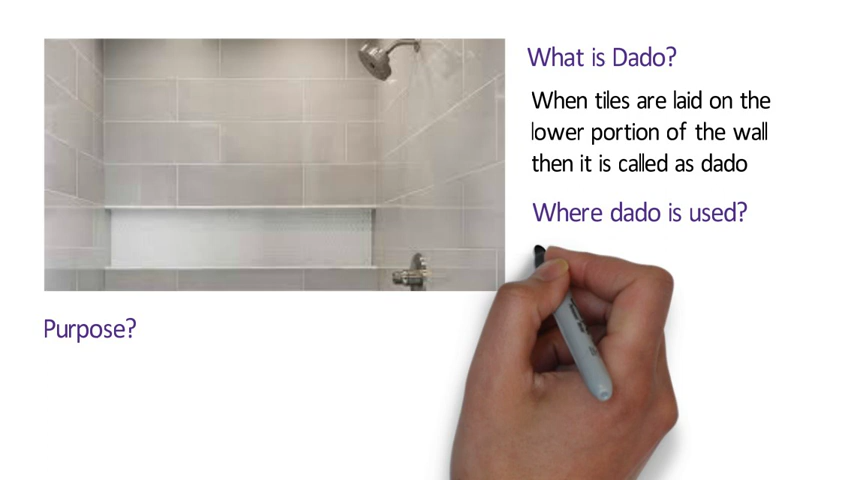 What is Dado?
When tiles are laid on the
lower portion of the wall
then it is called as dado
Where dado is used?
Purpose?